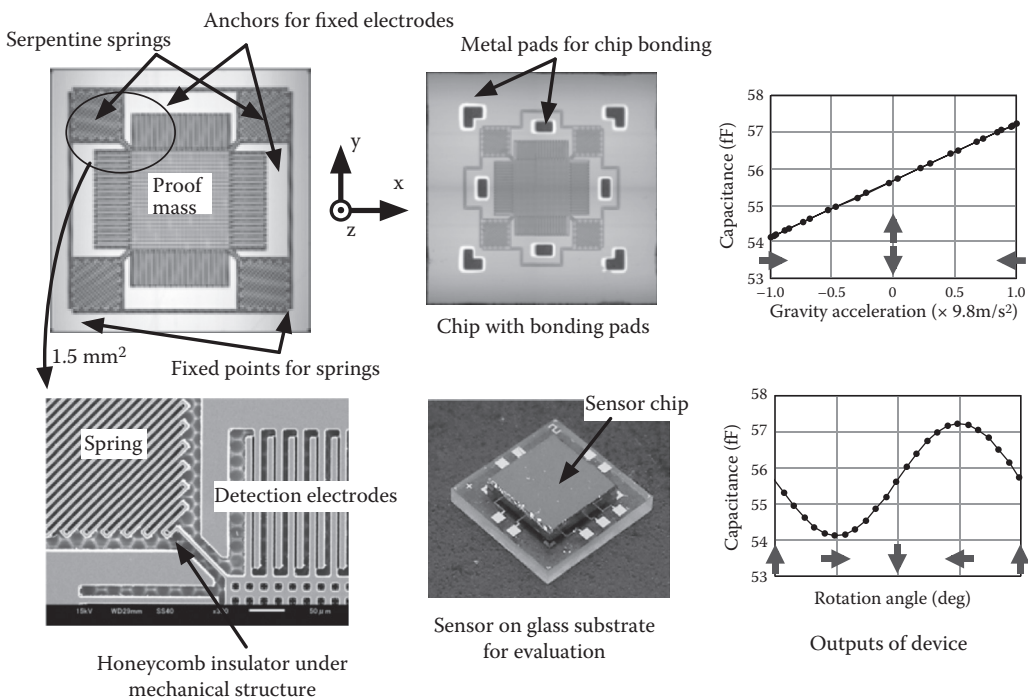 Anchors for fixed electrodes
Serpentine springs
Proof
mass
y
x
z
1.5 mm²
Fixed points for springs
Metal pads for chip bonding
Chip with bonding pads
58
57
56
55
54
53
Capacitance (fF)
−1.0
−0.5
0
0.5
1.0
Gravity acceleration (× 9.8m/s²)
Spring
Detection electrodes
15kV
WD29mm
SS40
50μm
Honeycomb insulator under
mechanical structure
Sensor chip
Sensor on glass substrate
for evaluation
58
57
56
55
54
53
Capacitance (fF)
Rotation angle (deg)
Outputs of device